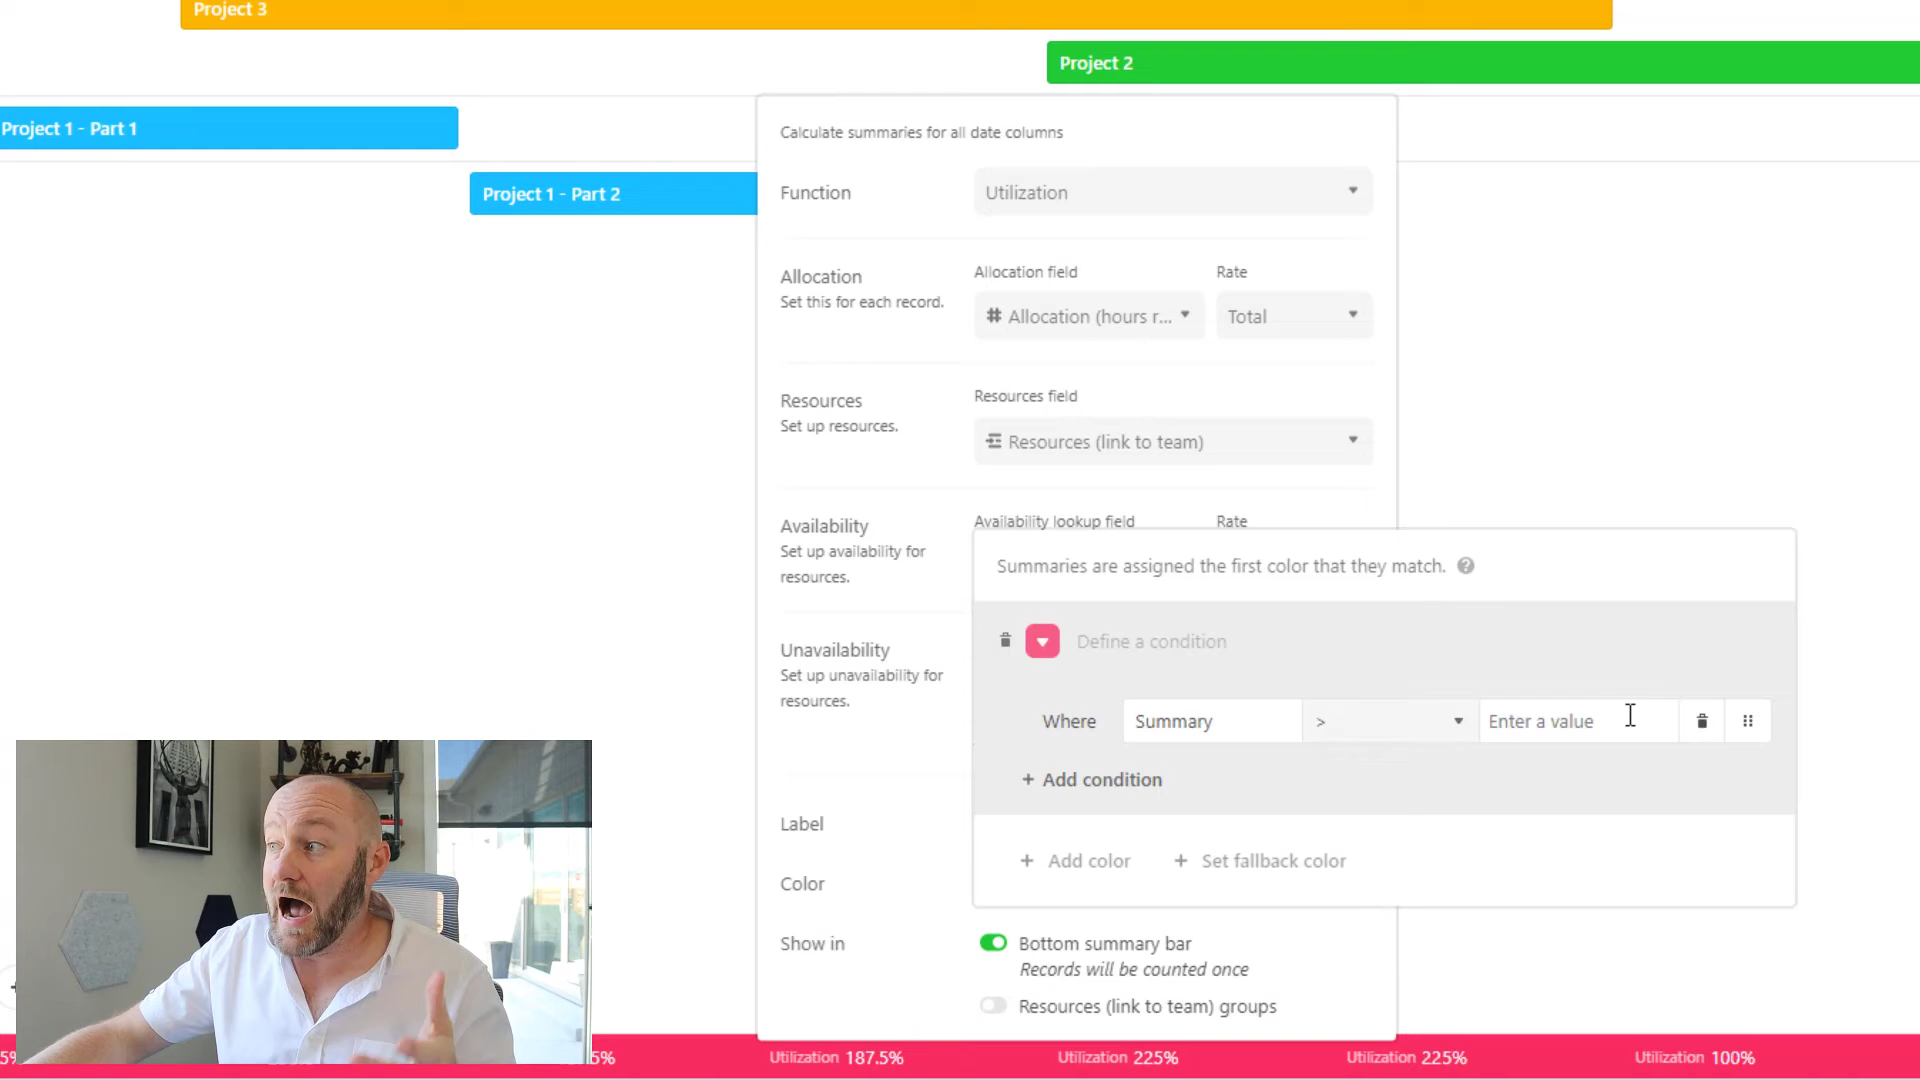 Project 3
Project 2
Project 1 - Part 1
Project 1 - Part 2
Calculate summaries for all date columns
Function
Utilization
Allocation
Set this for each record.
Allocation field
Rate
Allocation (hours r...
Total
Resources
Set up resources.
Resources field
Resources (link to team)
Availability
Set up availability for
resources.
Availability lookup field
Rate
Summaries are assigned the first color that they match.
Define a condition
Where
Summary
>
Enter a value
+ Add condition
+ Add color
+ Set fallback color
Unavailability
Set up unavailability for
resources.
Label
Color
Show in
Bottom summary bar
Records will be counted once
Resources (link to team) groups
5%
Utilization 187.5%
Utilization 225%
Utilization 225%
Utilization 100%